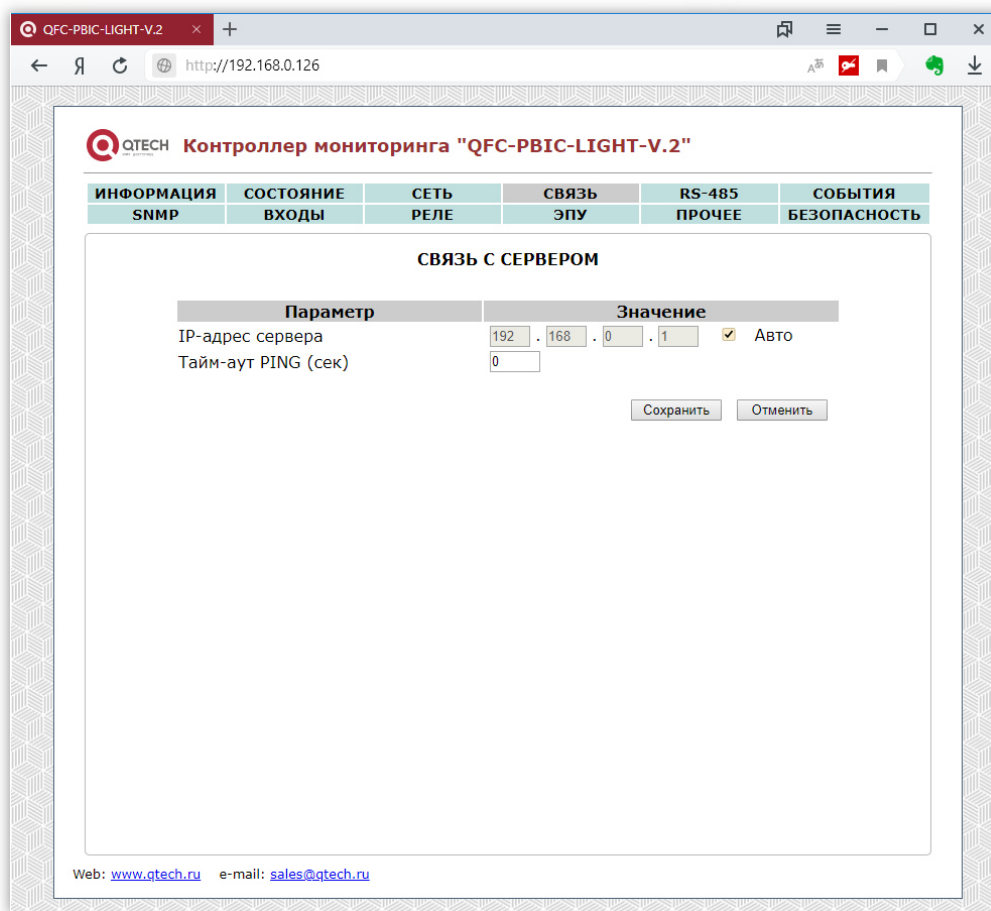 QFC-PBIC-LIGHT-V.2
http://192.168.0.126
QTECH Контроллер мониторинга "QFC-PBIC-LIGHT-V.2"
ИНФОРМАЦИЯ СОСТОЯНИЕ СЕТЬ СВЯЗЬ RS-485 СОБЫТИЯ
SNMP ВХОДЫ РЕЛЕ ЭПУ ПРОЧЕЕ БЕЗОПАСНОСТЬ
СВЯЗЬ С СЕРВЕРОМ
Параметр Значение
IP-адрес сервера 192 . 168 . 0 . 1 Авто
Тайм-аут PING (сек) 0
Сохранить Отменить
Web: www.qtech.ru e-mail: sales@qtech.ru